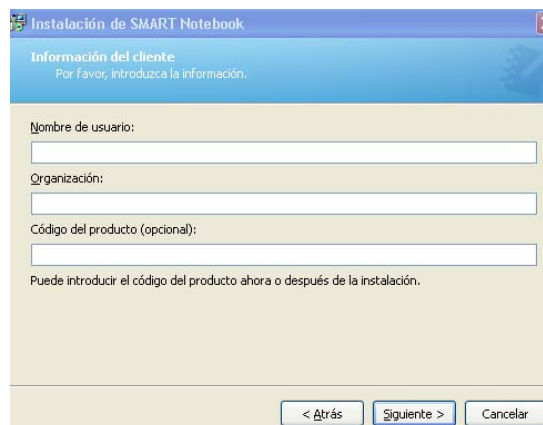 Instalación de SMART Notebook
Información del cliente
Por favor, introduzca la información.
Nombre de usuario:
Organización:
Código del producto (opcional):
Puede introducir el código del producto ahora o después de la instalación.
< Atrás Siguiente > Cancelar